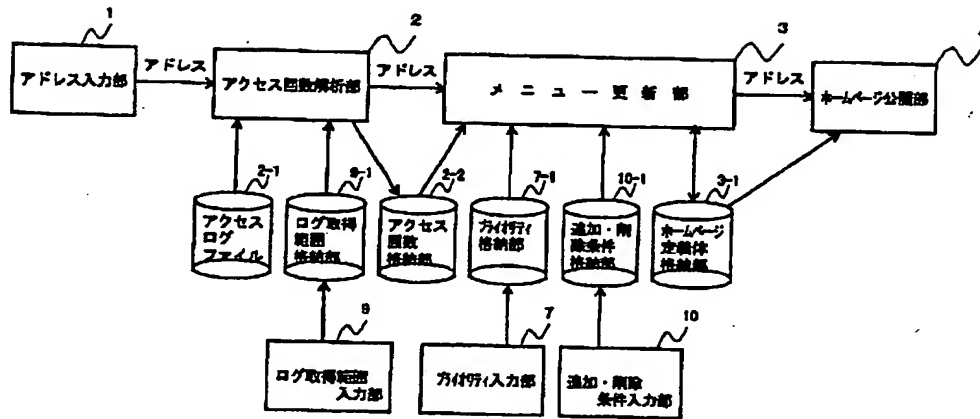 1
2
3
アドレス入力部
アドレス
アクセス回数解析部
アドレス
メニュー更新部
アドレス
ホームページ公開部
2-1
9-1
2-2
7-1
10-1
3-1
アクセス
ログ
ファイル
ログ取得
範囲
格納部
アクセス
回数
格納部
プライオリティ
格納部
追加・削
除条件
格納部
ホームページ
定義体
格納部
9
7
10
ログ取得範囲
入力部
プライオリティ入力部
追加・削除
条件入力部